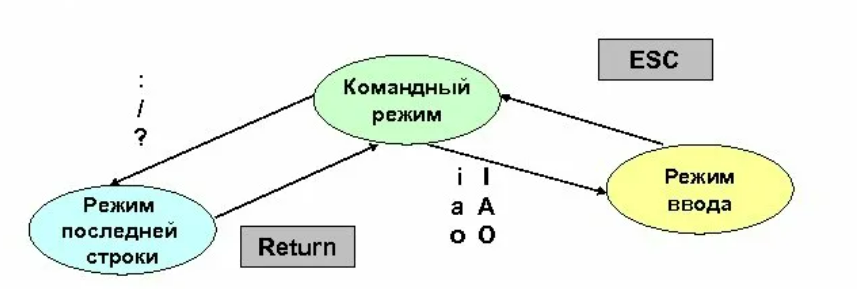 ESC
:
/
?
Командный
режим
i I
a A
o O
Режим
ввода
Режим
последней
строки
Return